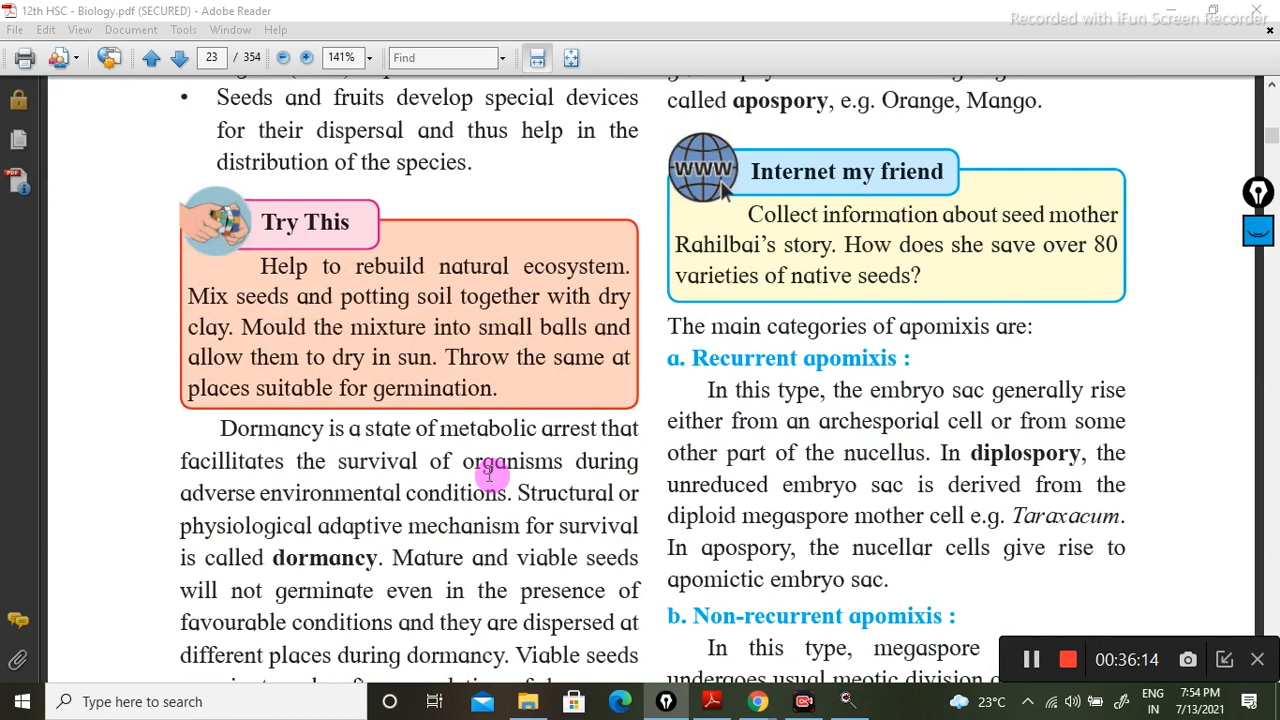 12th HSC - Biology.pdf (SECURED) - Adobe Reader
Recorded with iFun Screen Recorder
File Edit View Document Tools Window Help
23 / 354 141% Find
• Seeds and fruits develop special devices
for their dispersal and thus help in the
distribution of the species.
Try This
Help to rebuild natural ecosystem.
Mix seeds and potting soil together with dry
clay. Mould the mixture into small balls and
allow them to dry in sun. Throw the same at
places suitable for germination.
Dormancy is a state of metabolic arrest that
facillitates the survival of organisms during
adverse environmental conditions. Structural or
physiological adaptive mechanism for survival
is called dormancy. Mature and viable seeds
will not germinate even in the presence of
favourable conditions and they are dispersed at
different places during dormancy. Viable seeds
called apospory, e.g. Orange, Mango.
www
Internet my friend
Collect information about seed mother
Rahilbai's story. How does she save over 80
varieties of native seeds?
The main categories of apomixis are:
a. Recurrent apomixis :
In this type, the embryo sac generally rise
either from an archesporial cell or from some
other part of the nucellus. In diplospory, the
unreduced embryo sac is derived from the
diploid megaspore mother cell e.g. Taraxacum.
In apospory, the nucellar cells give rise to
apomictic embryo sac.
b. Non-recurrent apomixis :
In this type, megaspore
undergoes usual meotic division
00:36:14
Type here to search
23°C
ENG
IN
7:54 PM
7/13/2021